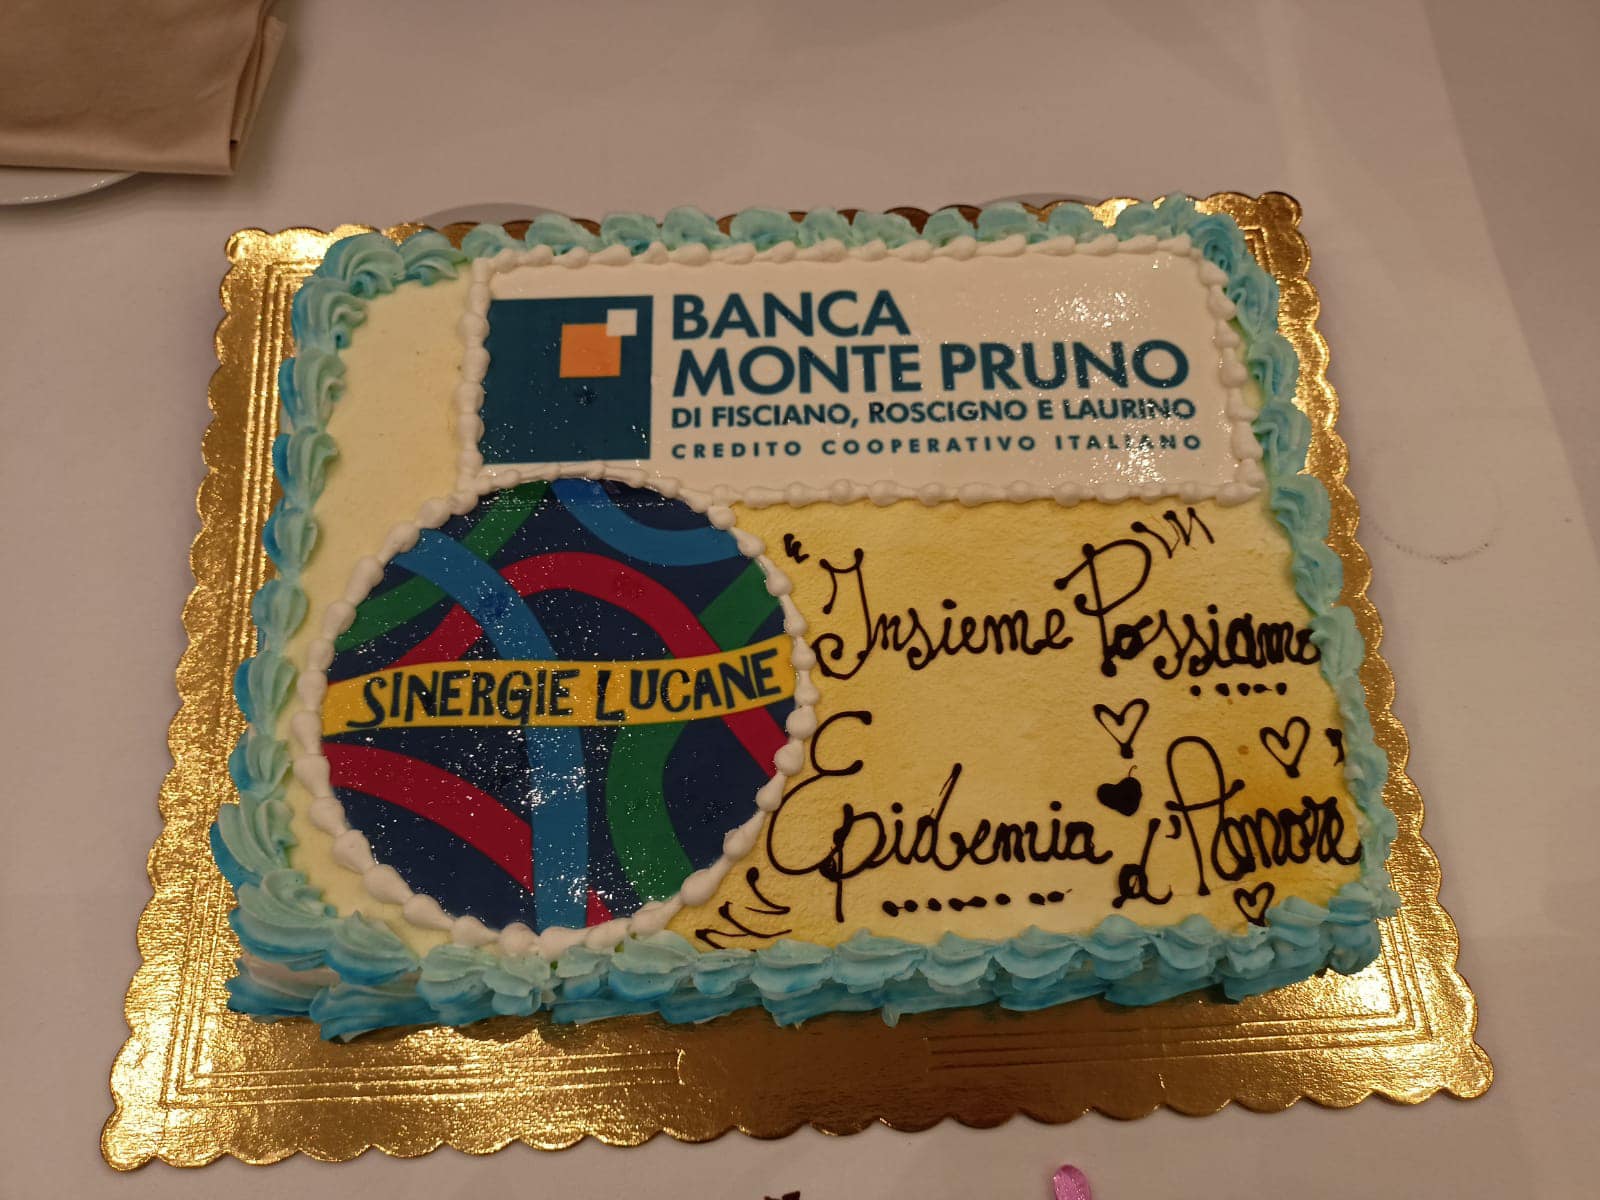 BANCA
MONTE PRUNO
DI FISCIANO, ROSCIGNO E LAURINO
CREDITO COOPERATIVO ITALIANO
SINERGIE LUCANE
"Insieme Possiamo
Epidemia d'Amore